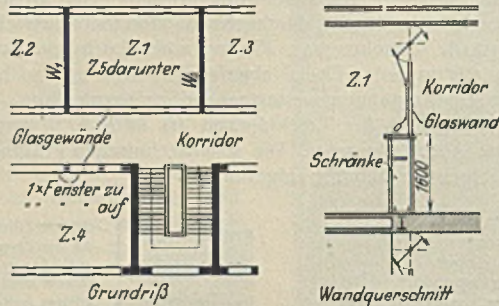 Z.2
Z.1
Z.3
W₁
Z.5 darunter
W₂
Glasgewände
Korridor
1×Fenster zu
" " " auf
Z.4
Grundriß
Z.1
Korridor
Glaswand
Schränke
1600
Wandquerschnitt